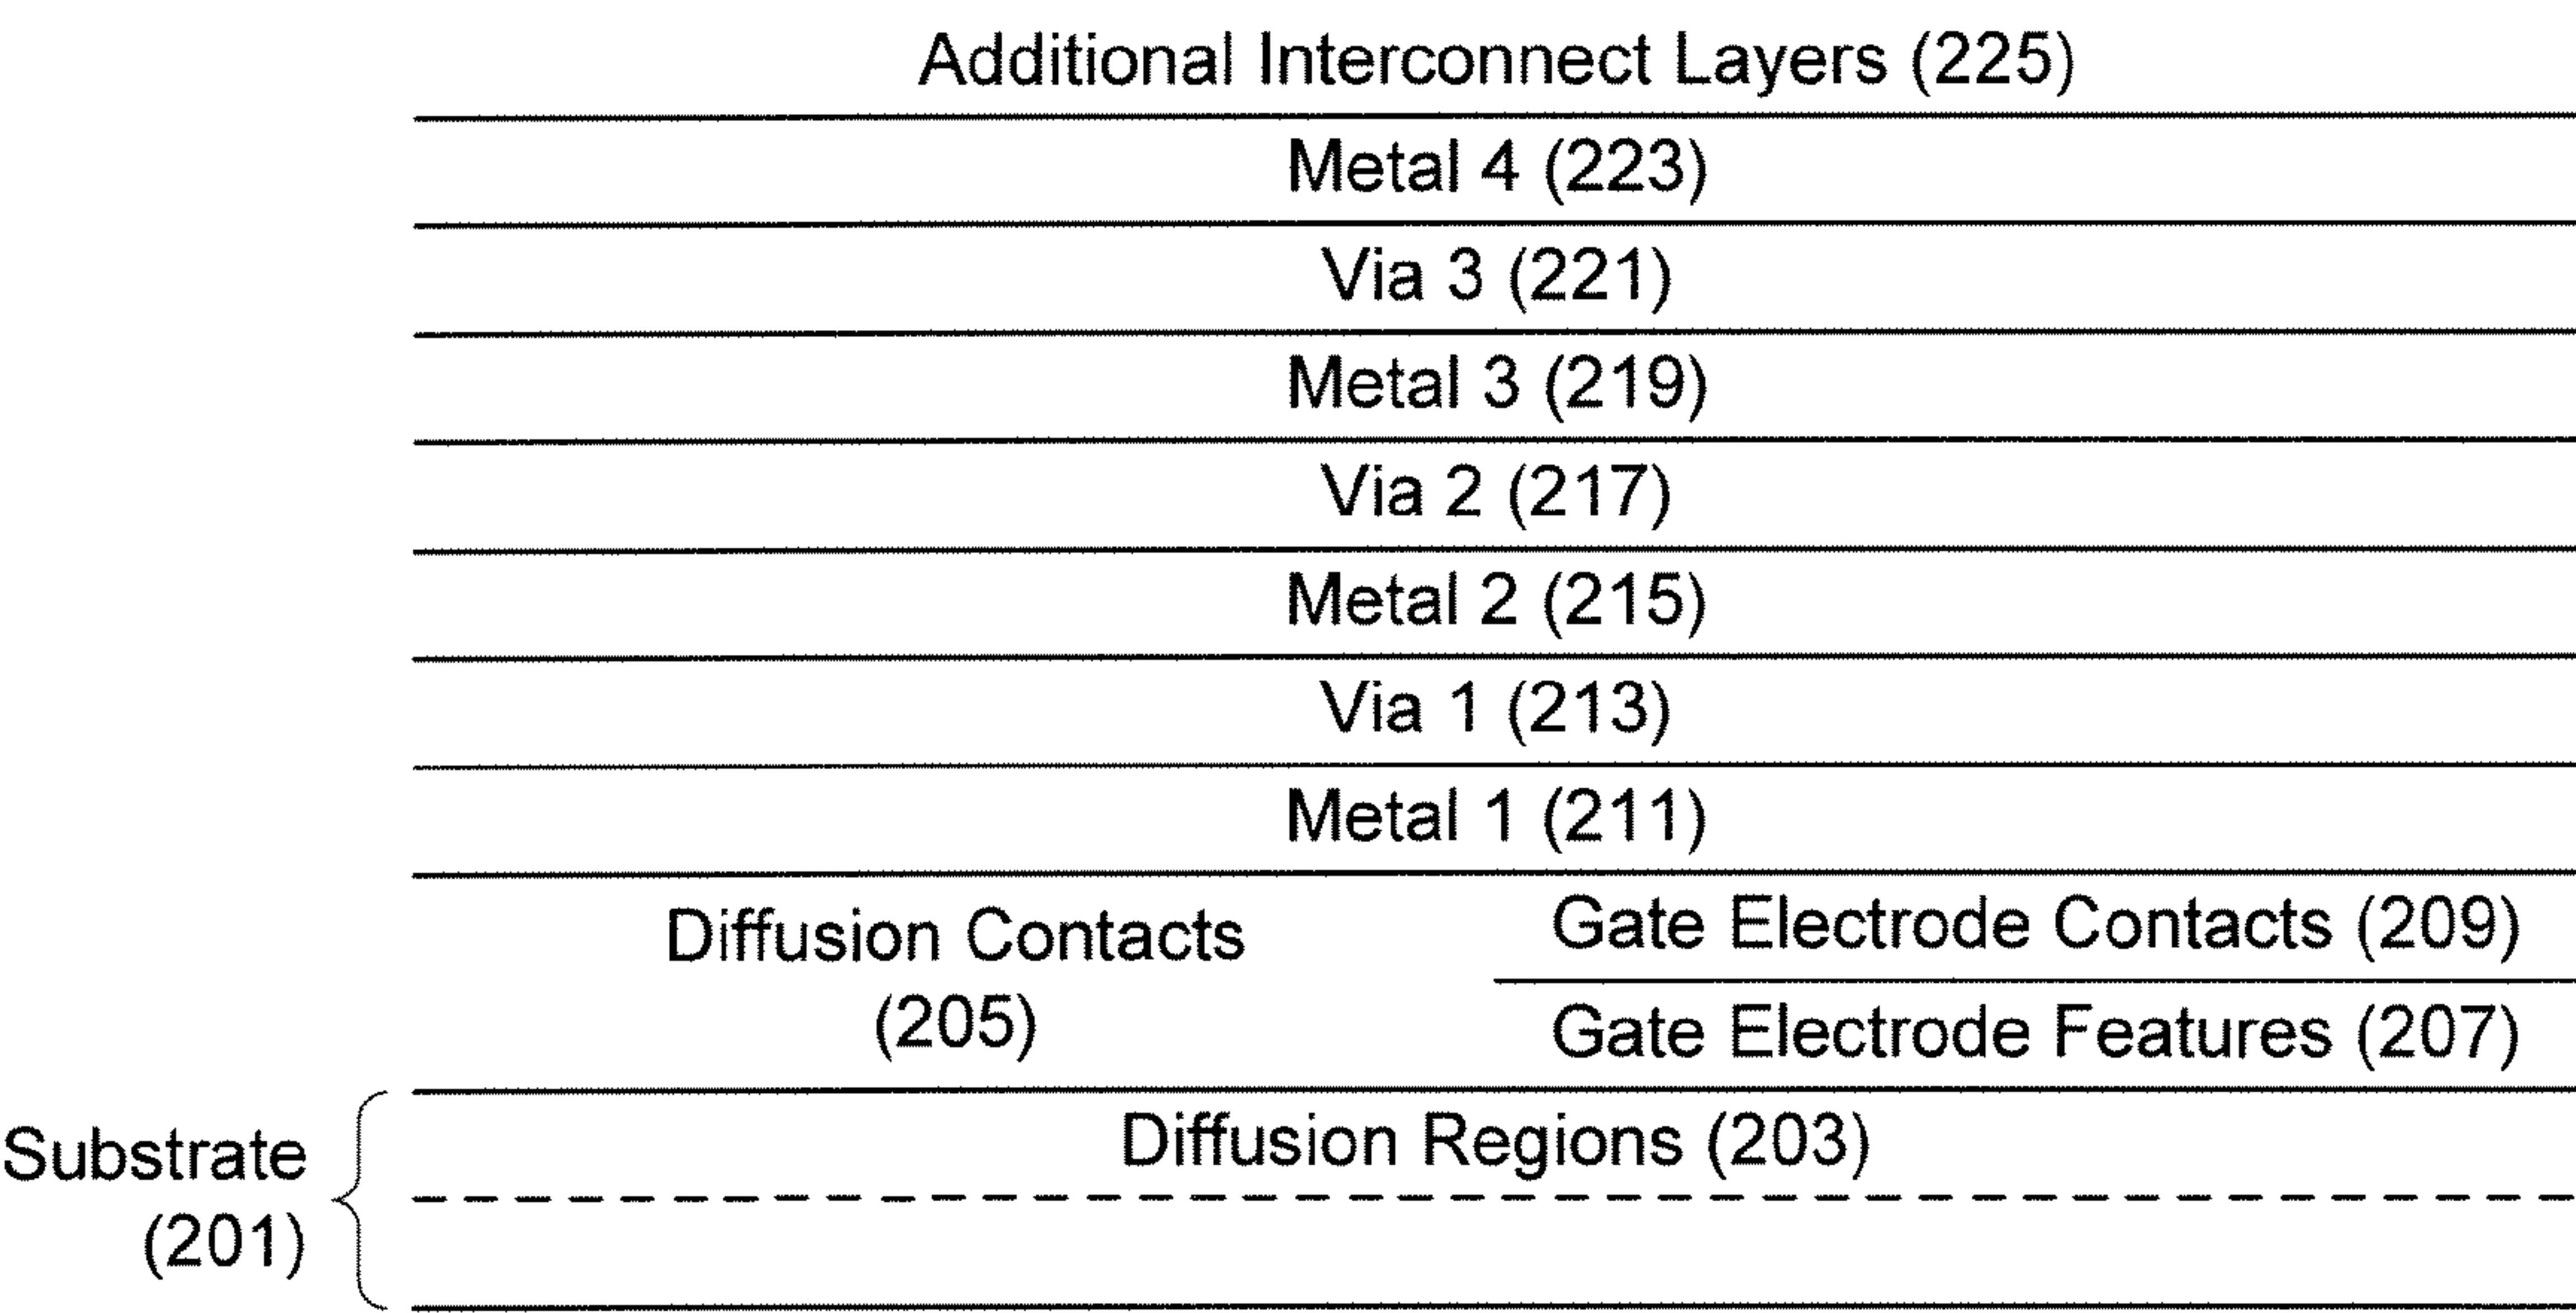 Additional Interconnect Layers (225)
Metal 4 (223)
Via 3 (221)
Metal 3 (219)
Via 2 (217)
Metal 2 (215)
Via 1 (213)
Metal 1 (211)
Diffusion Contacts
(205)
Gate Electrode Contacts (209)
Gate Electrode Features (207)
Substrate
(201)
Diffusion Regions (203)